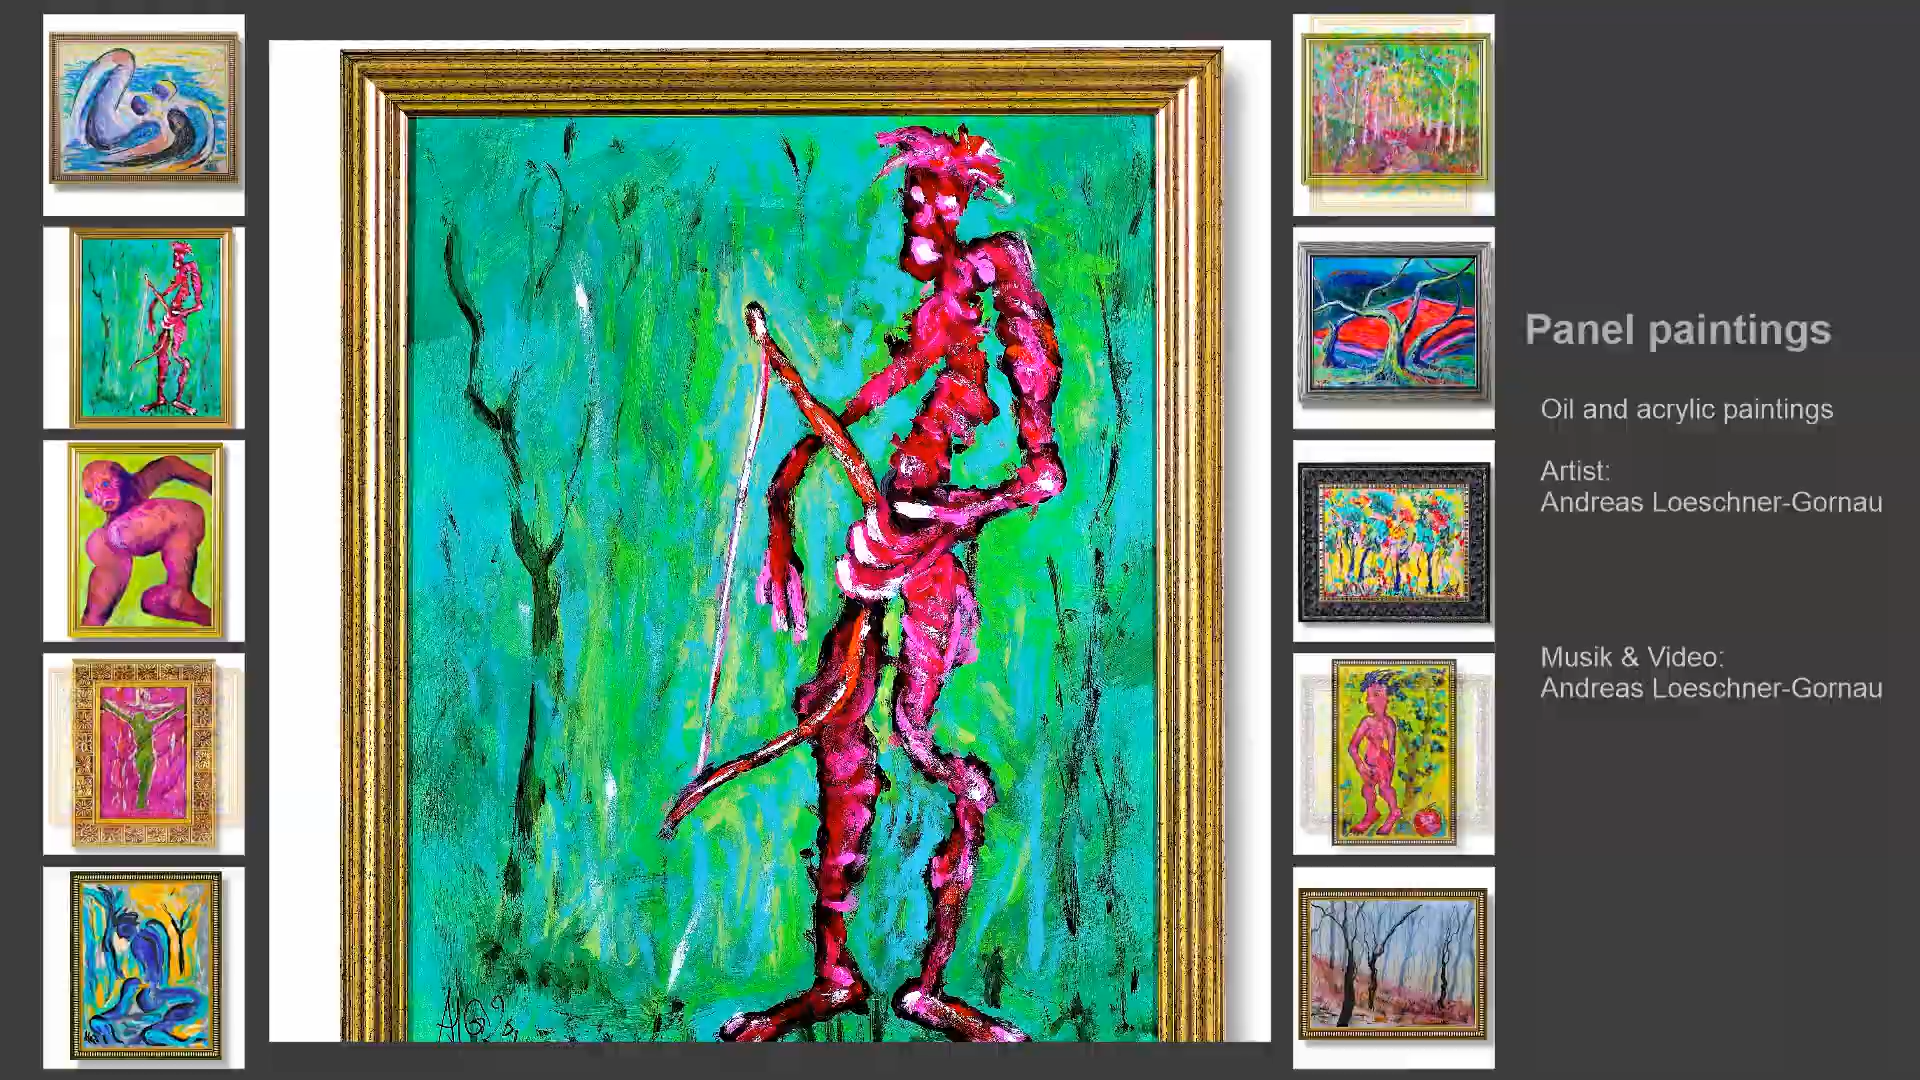 Panel paintings
Oil and acrylic paintings
Artist:
Andreas Loeschner-Gornau
Musik & Video:
Andreas Loeschner-Gornau